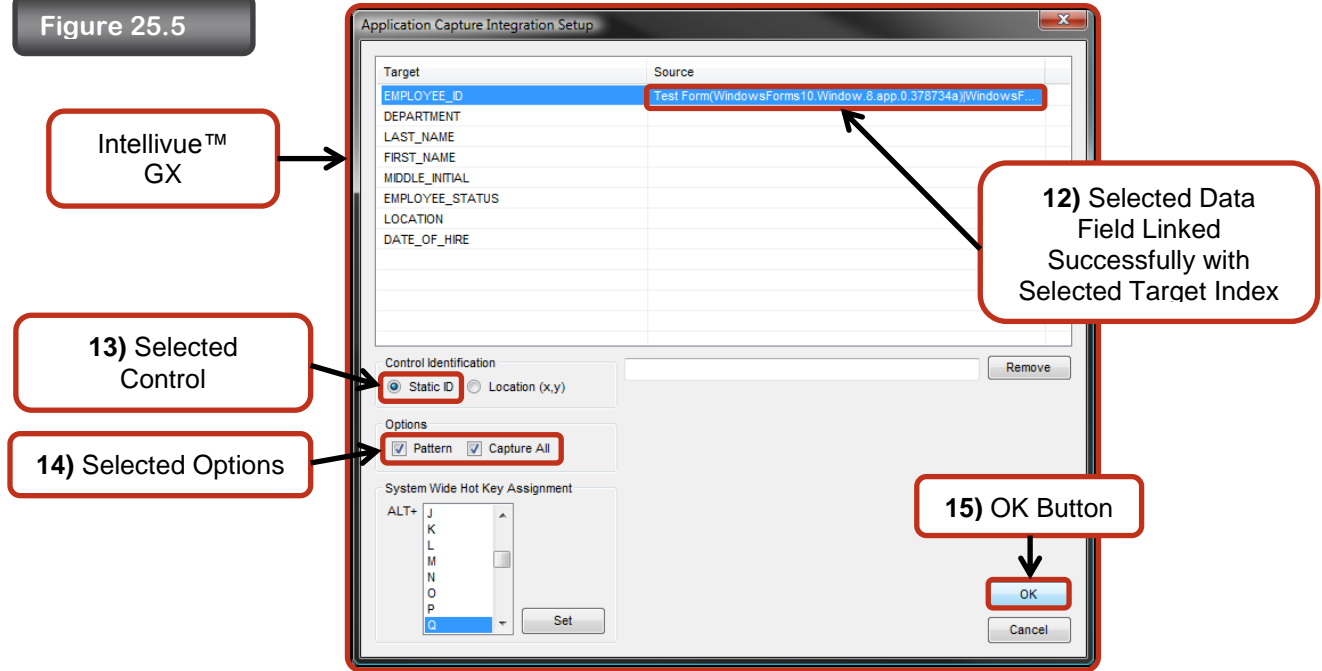 Figure 25.5
Application Capture Integration Setup
Intellivue™
GX
Target Source
EMPLOYEE_ID Test Form(WindowsForms10.Window.8.app.0.378734a)|WindowsF...
DEPARTMENT
LAST_NAME
FIRST_NAME
MIDDLE_INITIAL
EMPLOYEE_STATUS
LOCATION
DATE_OF_HIRE
12) Selected Data
Field Linked
Successfully with
Selected Target Index
13) Selected
Control
Control Identification
Static ID Location (x,y)
Remove
14) Selected Options
Options
Pattern Capture All
System Wide Hot Key Assignment
ALT+
J
K
L
M
N
O
P
Q
Set
15) OK Button
OK
Cancel